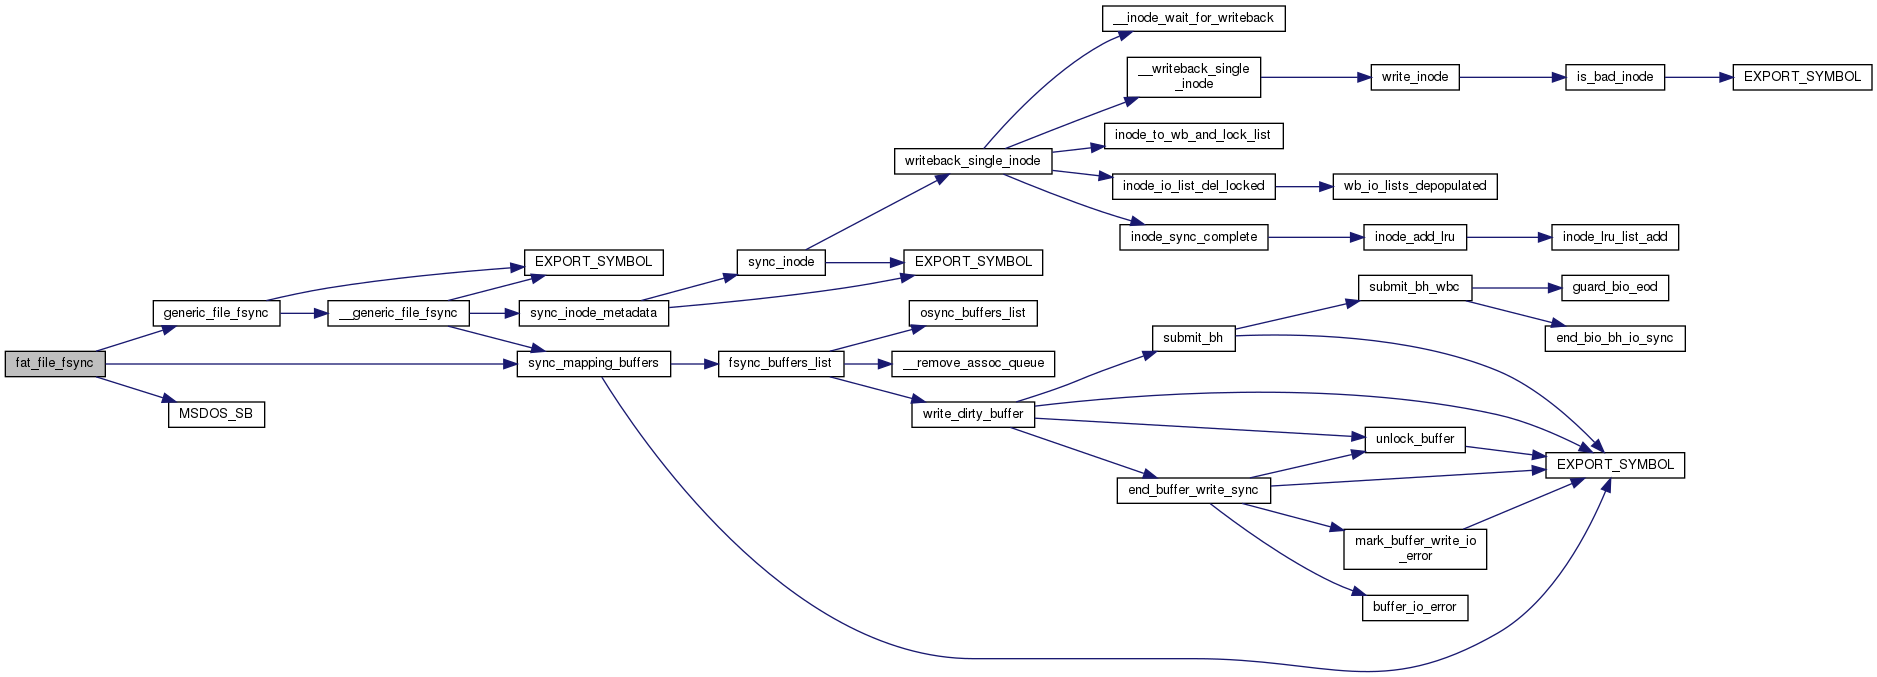 fat_file_fsync
generic_file_fsync
MSDOS_SB
__generic_file_fsync
EXPORT_SYMBOL
sync_inode_metadata
sync_mapping_buffers
sync_inode
fsync_buffers_list
writeback_single_inode
EXPORT_SYMBOL
osync_buffers_list
__remove_assoc_queue
write_dirty_buffer
__inode_wait_for_writeback
__writeback_single
_inode
inode_to_wb_and_lock_list
inode_io_list_del_locked
inode_sync_complete
submit_bh
end_buffer_write_sync
write_inode
wb_io_lists_depopulated
inode_add_lru
submit_bh_wbc
unlock_buffer
mark_buffer_write_io
_error
buffer_io_error
is_bad_inode
inode_lru_list_add
guard_bio_eod
end_bio_bh_io_sync
EXPORT_SYMBOL
EXPORT_SYMBOL